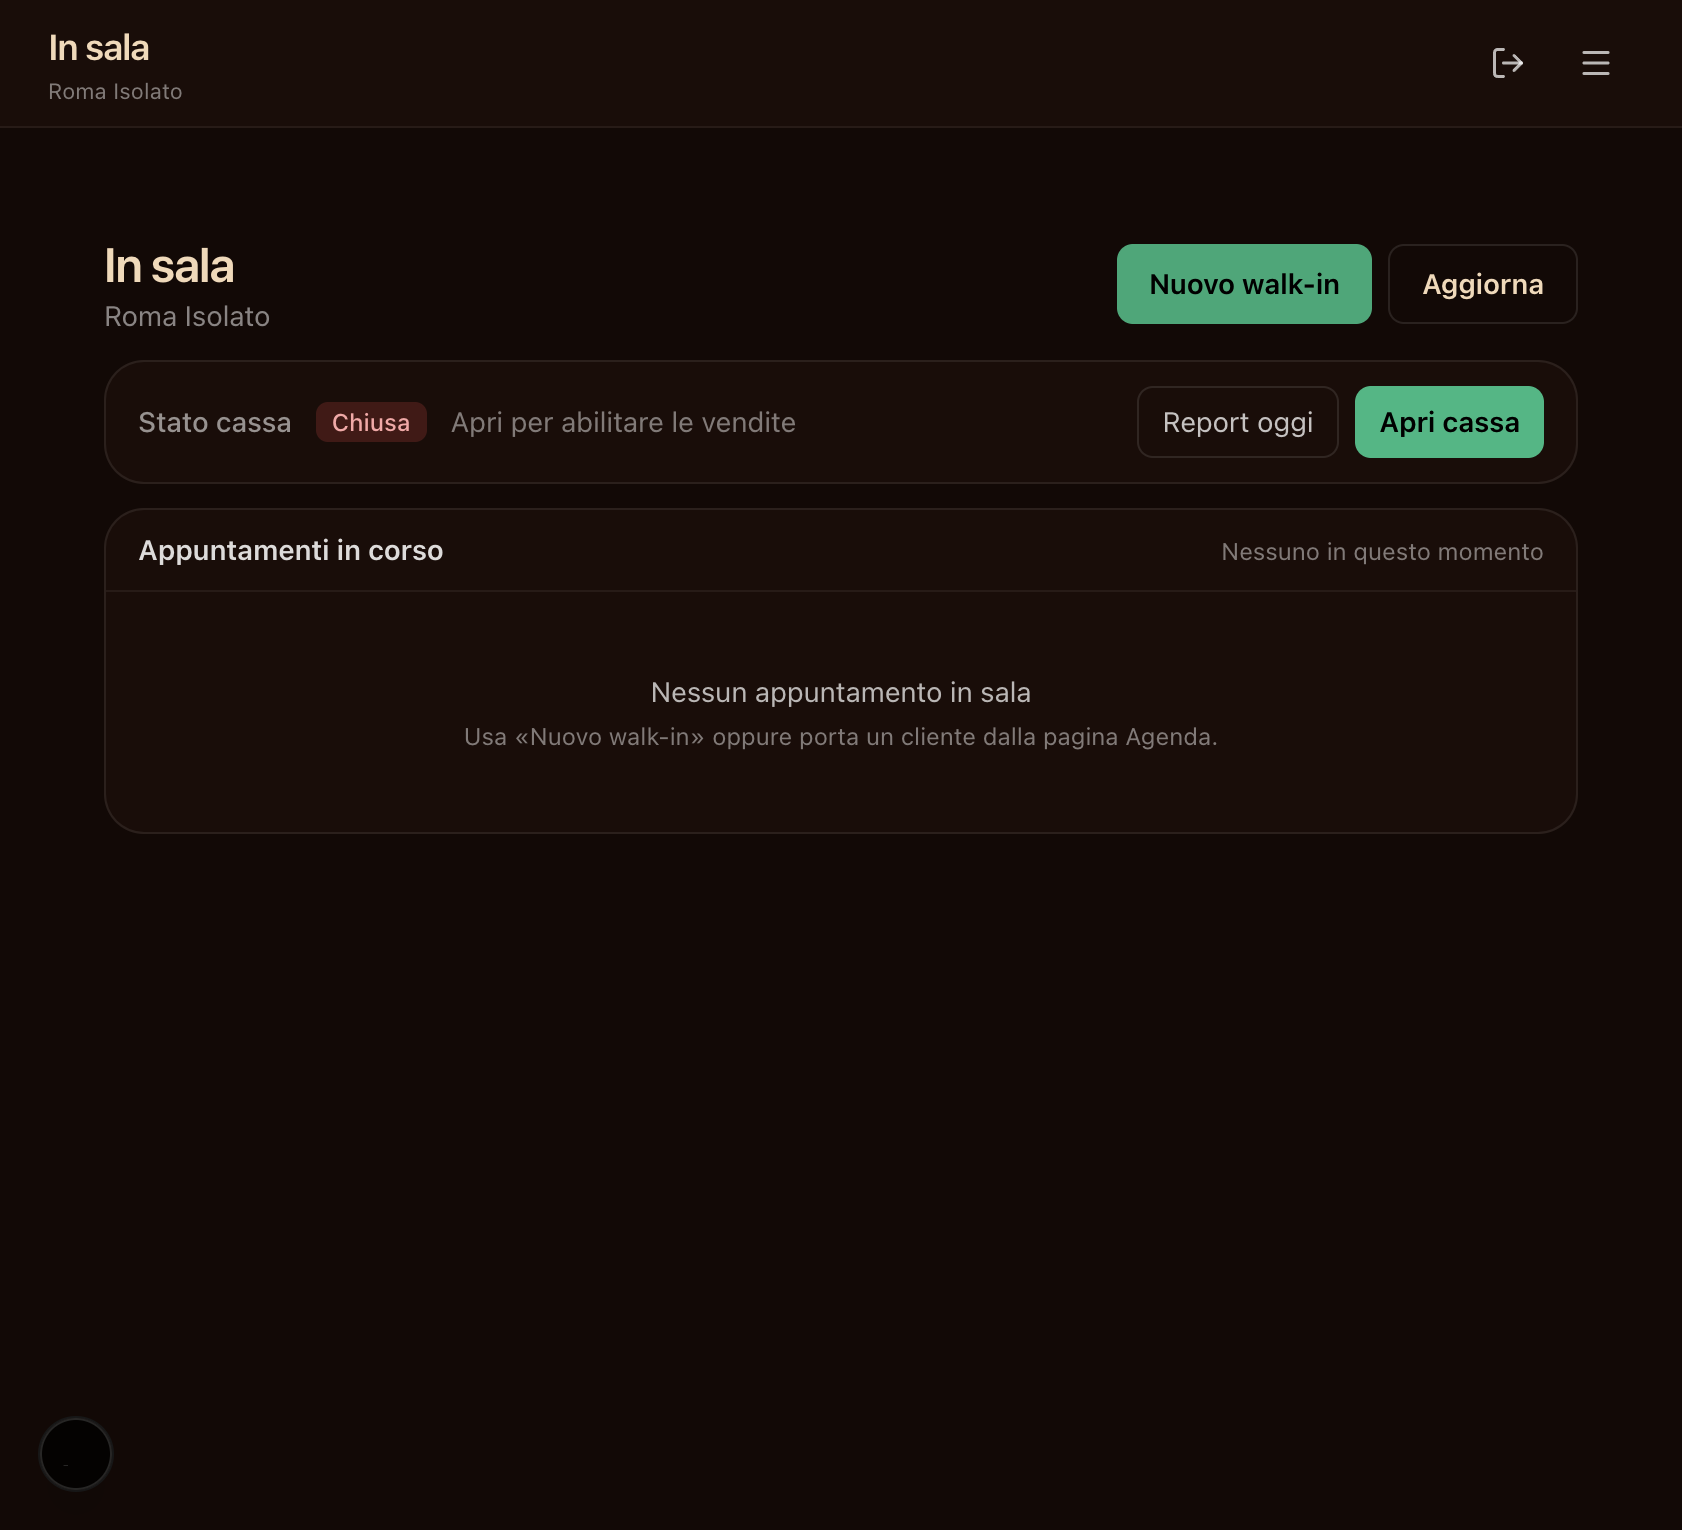 In sala
Roma Isolato
In sala
Roma Isolato
Nuovo walk-in
Aggiorna
Stato cassa
Chiusa
Apri per abilitare le vendite
Report oggi
Apri cassa
Appuntamenti in corso
Nessuno in questo momento
Nessun appuntamento in sala
Usa «Nuovo walk-in» oppure porta un cliente dalla pagina Agenda.